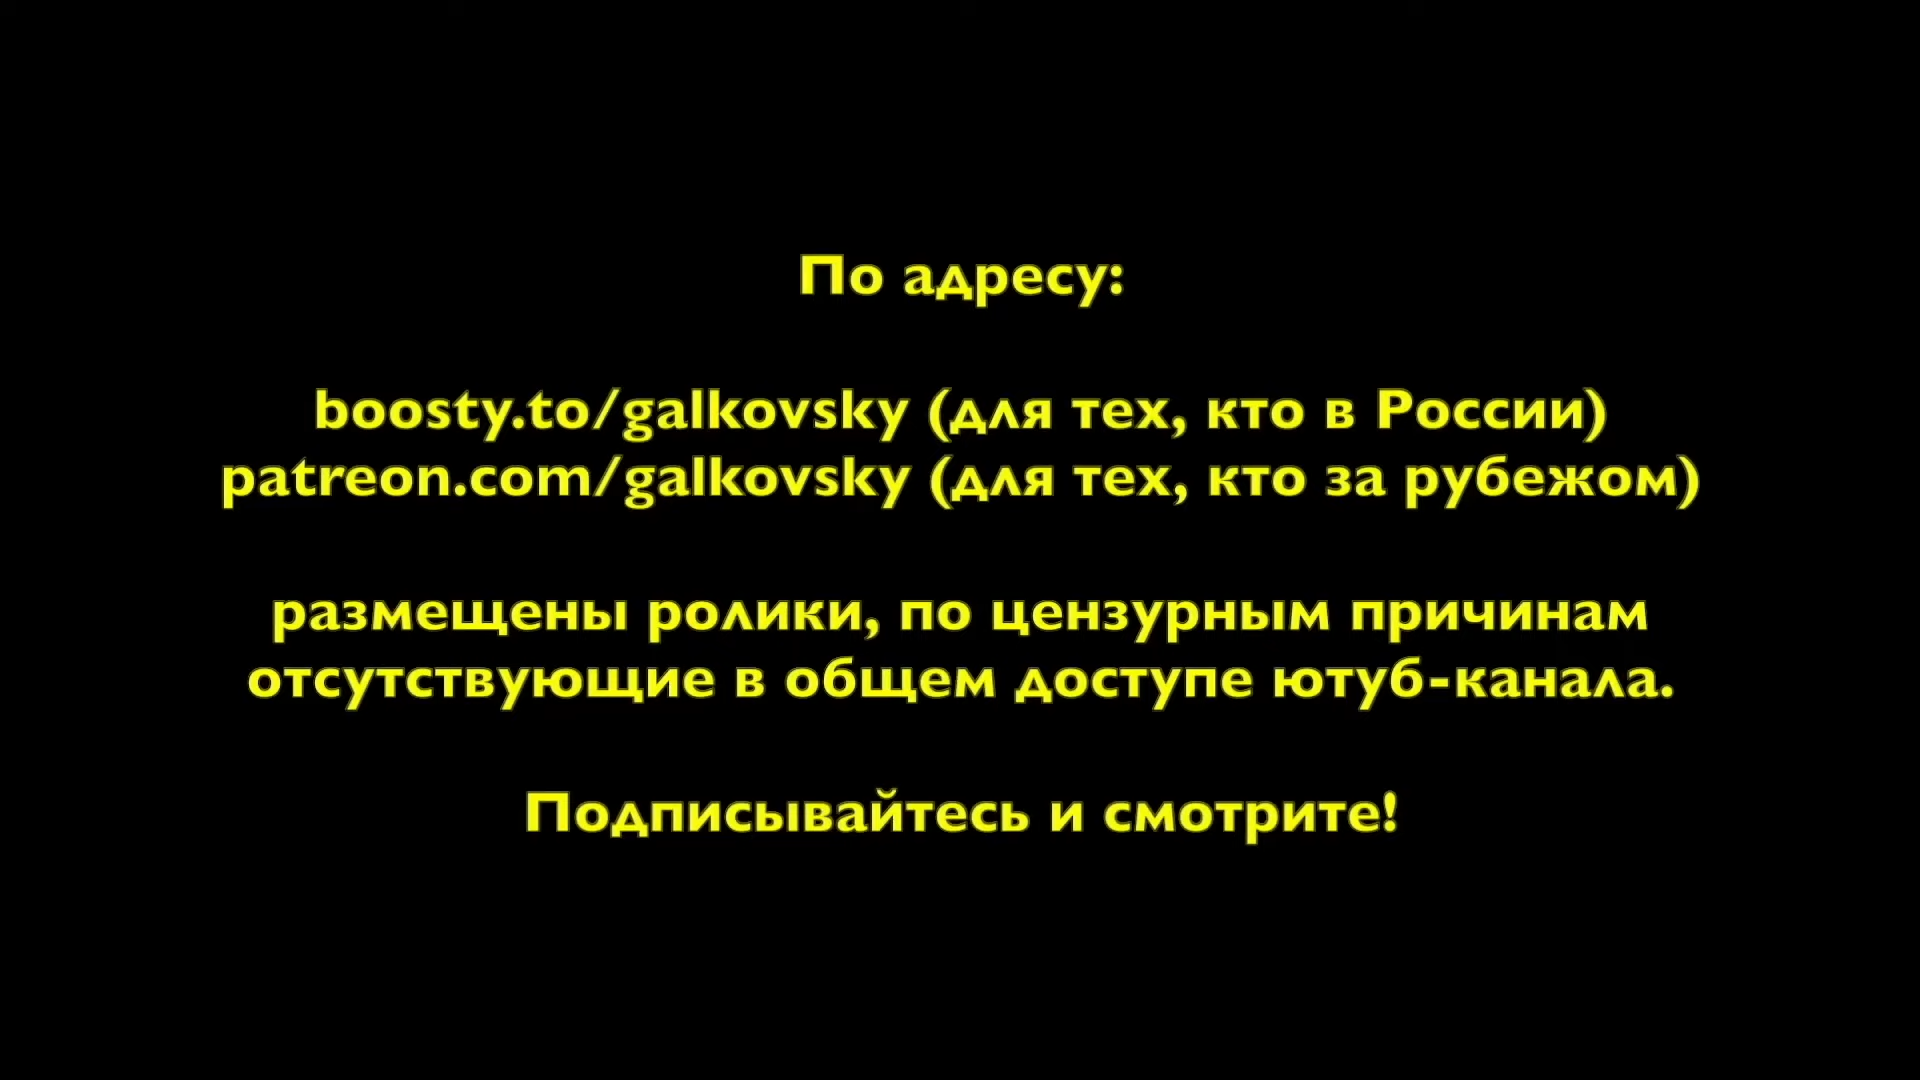 По адресу:
boosty.to/galkovsky (для тех, кто в России)
patreon.com/galkovsky (для тех, кто за рубежом)
размещены ролики, по цензурным причинам
отсутствующие в общем доступе ютуб-канала.
Подписывайтесь и смотрите!